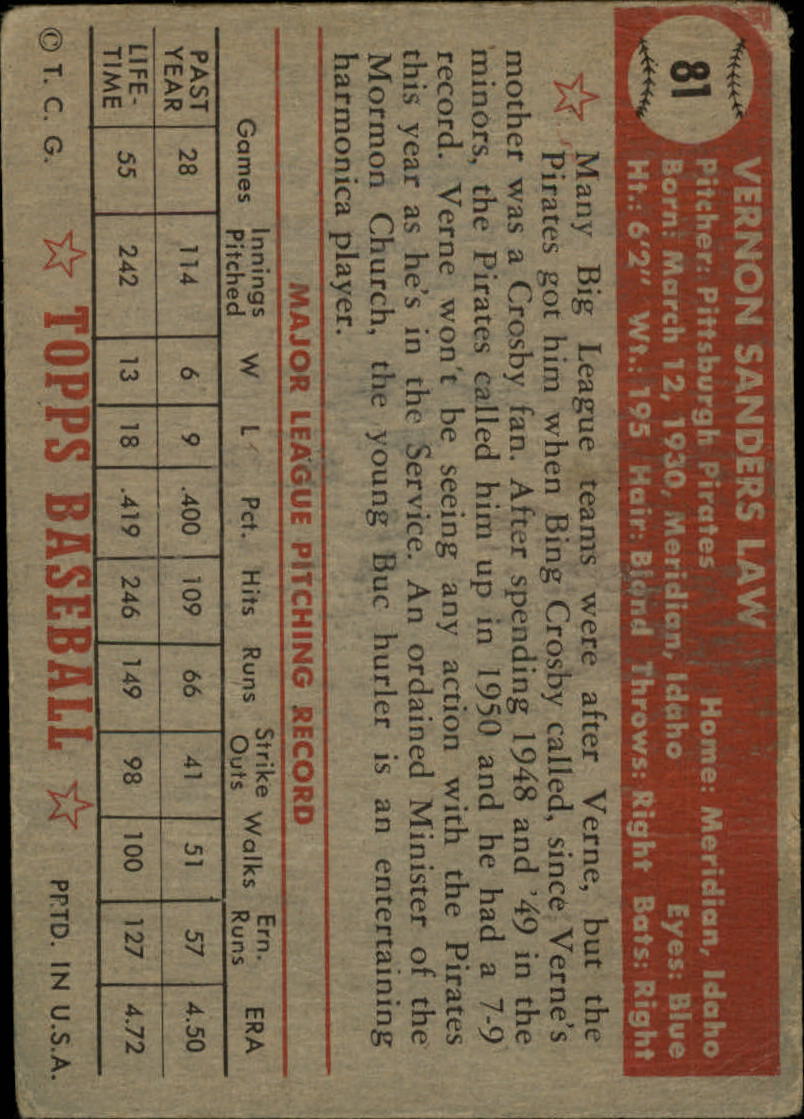 81
VERNON SANDERS LAW
Pitcher: Pittsburgh Pirates Home: Meridian, Idaho
Born: March 12, 1930, Meridian, Idaho Eyes: Blue
Ht.: 6'2" Wt.: 195 Hair: Blond Throws: Right Bats: Right
Many Big League teams were after Verne, but the
Pirates got him when Bing Crosby called, since Verne's
mother was a Crosby fan. After spending 1948 and '49 in the
minors, the Pirates called him up in 1950 and he had a 7-9
record. Verne won't be seeing any action with the Pirates
this year as he's in the Service. An ordained Minister of the
Mormon Church, the young Buc hurler is an entertaining
harmonica player.
MAJOR LEAGUE PITCHING RECORD
Games Innings Pitched W L Pct. Hits Runs Strike Outs Walks Ern. Runs ERA
PAST YEAR 28 114 6 9 .400 109 66 41 51 57 4.50
LIFE-TIME 55 242 13 18 .419 246 149 98 100 127 4.72
© T. C. G. TOPPS BASEBALL PRTD. IN U.S.A.